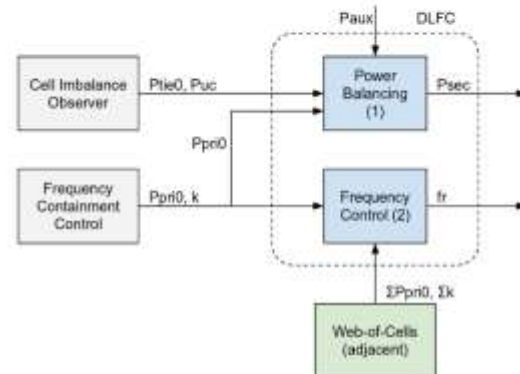 Paux
DLFC
Cell Imbalance
Observer
Ptie0, Puc
Power
Balancing
(1)
Psec
Ppri0
Frequency
Containment
Control
Ppri0, k
Frequency
Control (2)
fr
ΣPpri0, Σk
Web-of-Cells
(adjacent)